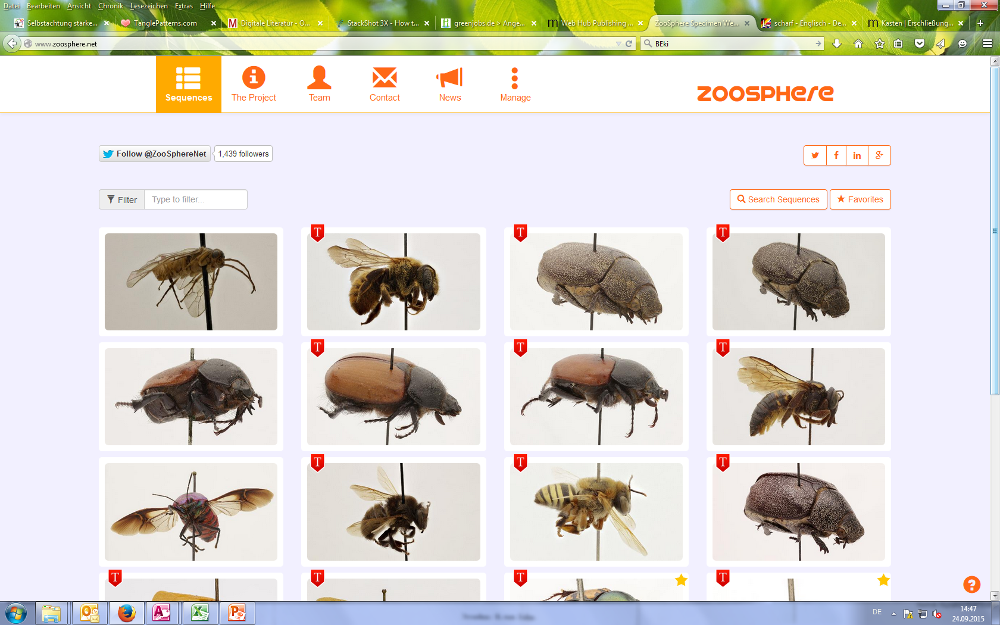 Datei Bearbeiten Ansicht Chronik Lesezeichen Extras Hilfe
Selbstachtung stärke... TanglePatterns.com Digitale Literatur - O... StackShot 3X - How t... greenjobs.de > Ange... Web Hub Publishing ... ZooSphere Specimen We... scharf - Englisch - De... Kasten | Erschließung...
www.zoosphere.net BEki
Sequences The Project Team Contact News Manage
ZOOSPHERE
Follow @ZooSphereNet 1,439 followers
Filter Type to filter... Search Sequences Favorites
T T T
T T T
T T T
T T T T
?
DE 14:47
24.09.2015